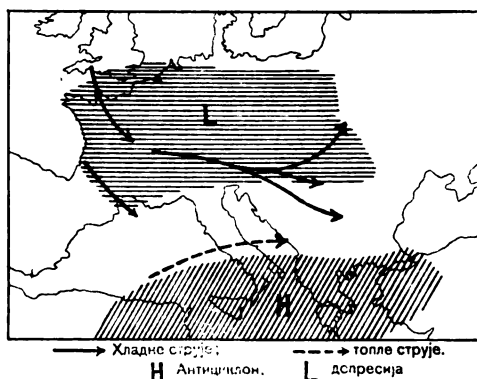 L
H
Хладне струје; топле струје.
H Антициклон, L депресија